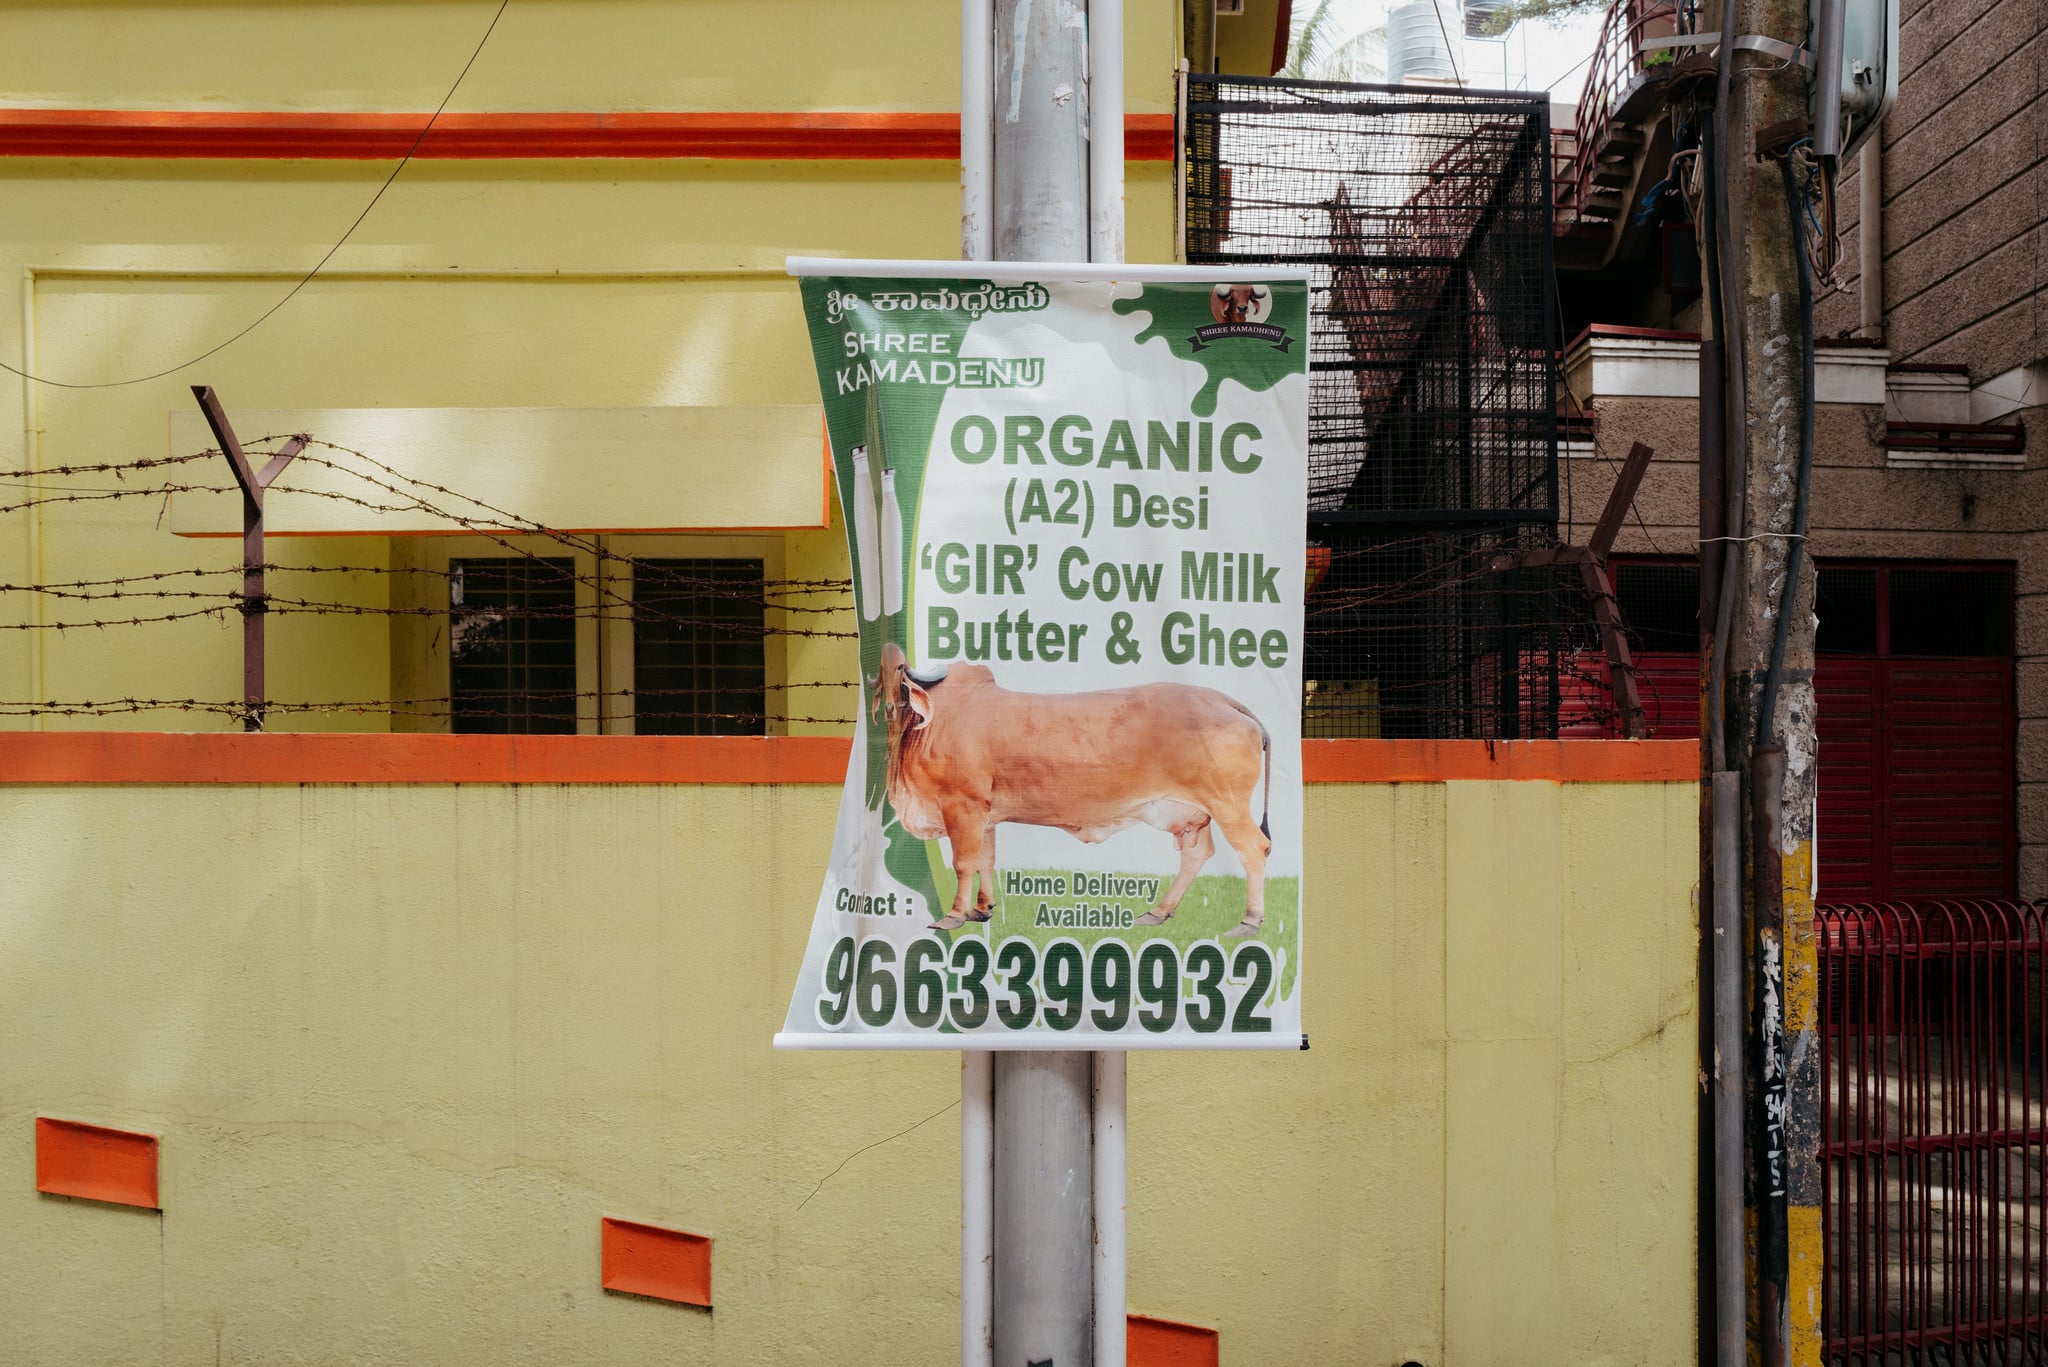 ಶ್ರೀ ಕಾಮಧೇನು
SHREE
KAMADENU
SHREE KAMADHENU
ORGANIC
(A2) Desi
‘GIR’ Cow Milk
Butter & Ghee
Home Delivery
Available
Contact :
9663399932